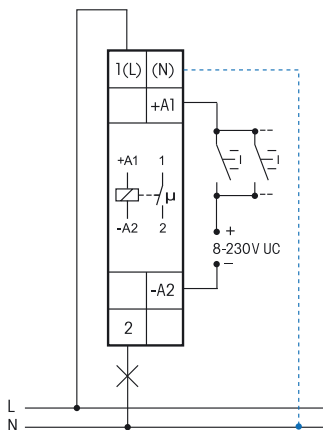 1(L) (N)
+A1
+A1 1
µ
-A2 2
+
8-230V UC
–
-A2
2
L
N